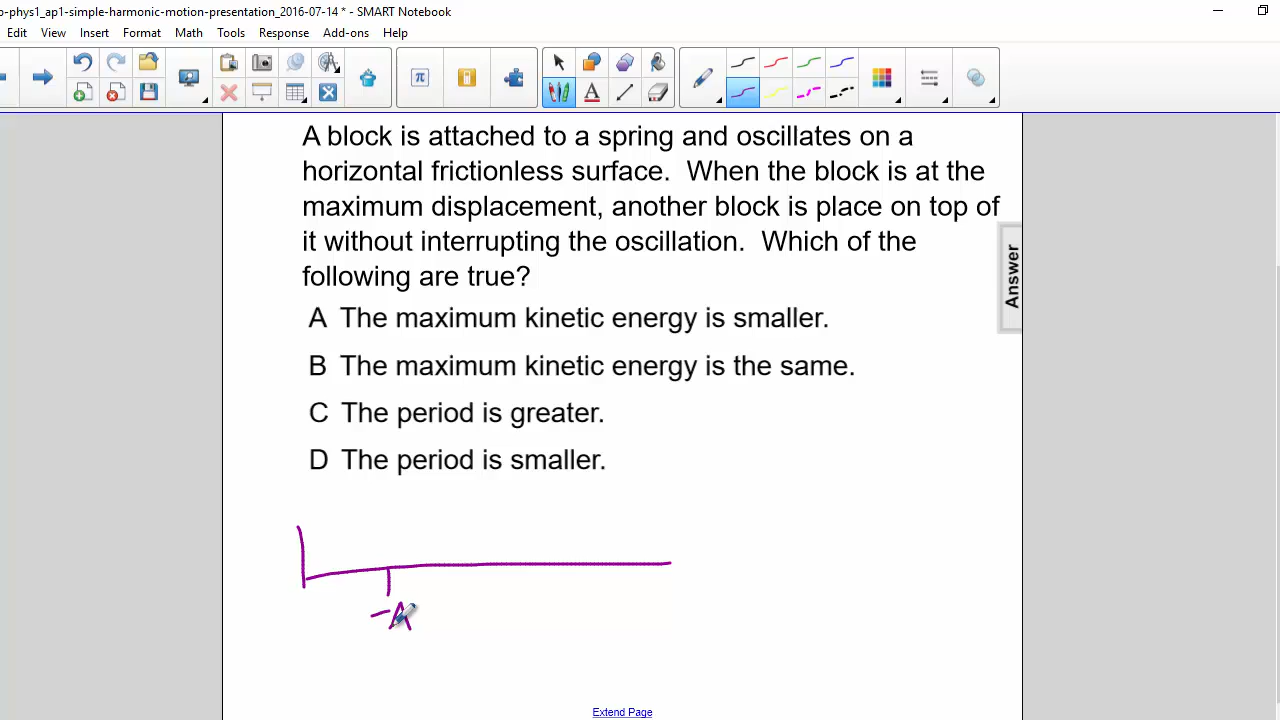 p-phys1_ap1-simple-harmonic-motion-presentation_2016-07-14 * - SMART Notebook
Edit View Insert Format Math Tools Response Add-ons Help
π
A
A block is attached to a spring and oscillates on a
horizontal frictionless surface. When the block is at the
maximum displacement, another block is place on top of
it without interrupting the oscillation. Which of the
following are true?
Answer
A The maximum kinetic energy is smaller.
B The maximum kinetic energy is the same.
C The period is greater.
D The period is smaller.
-A
Extend Page